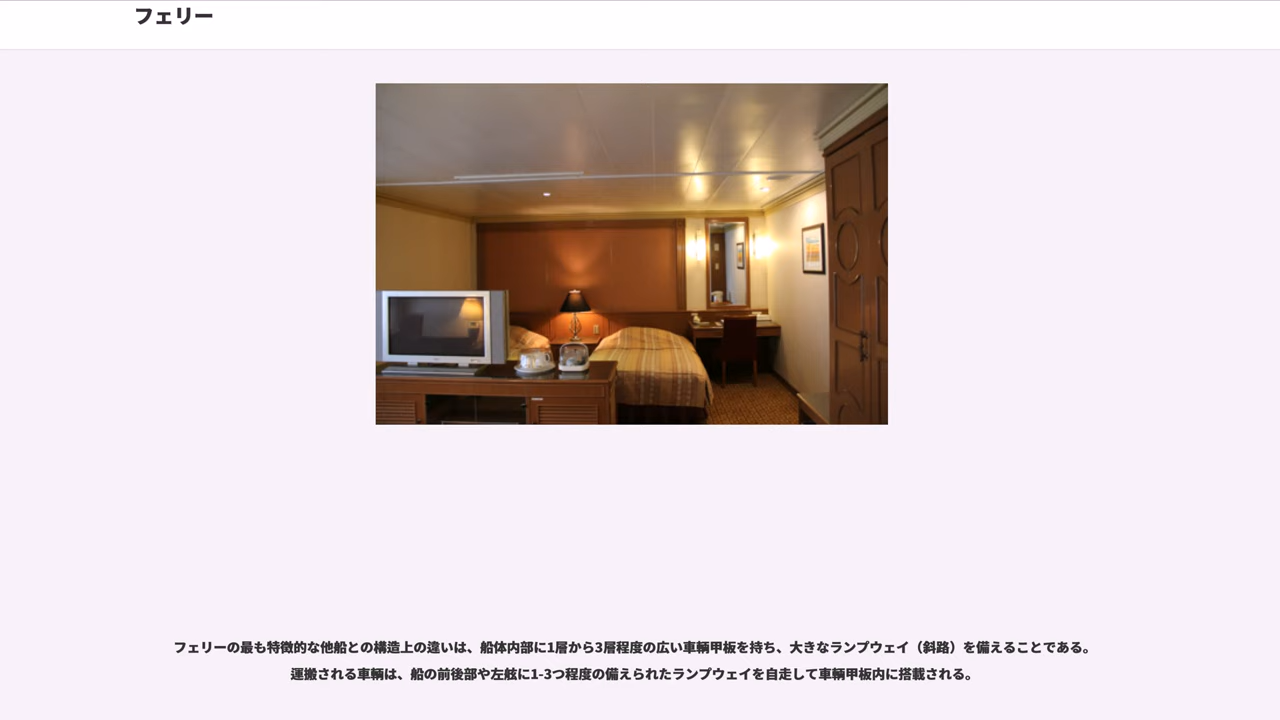 フェリー
フェリーの最も特徴的な他船との構造上の違いは、船体内部に1層から3層程度の広い車輌甲板を持ち、大きなランプウェイ（斜路）を備えることである。
運搬される車輌は、船の前後部や左舷に1-3つ程度の備えられたランプウェイを自走して車輌甲板内に搭載される。